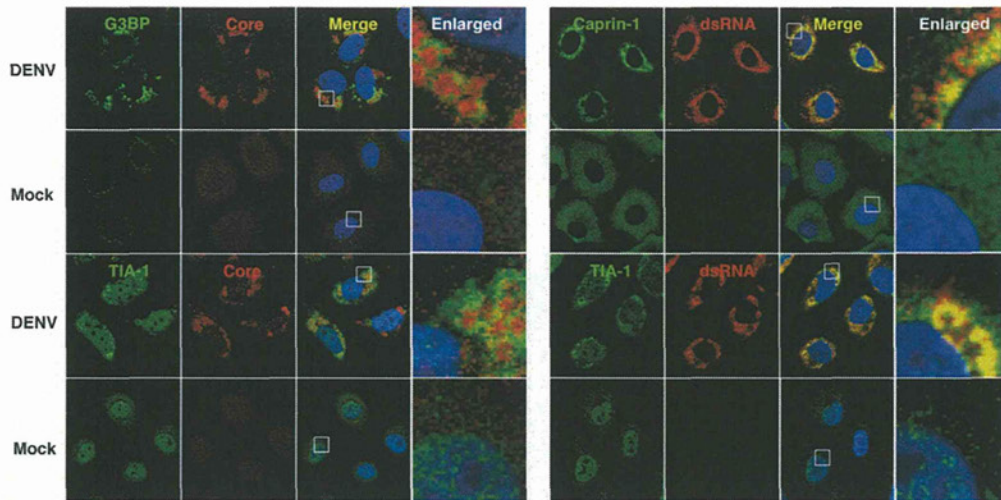 G3BP Core Merge Enlarged Caprin-1 dsRNA Merge Enlarged
DENV
Mock
TIA-1 Core TIA-1 dsRNA
DENV
Mock